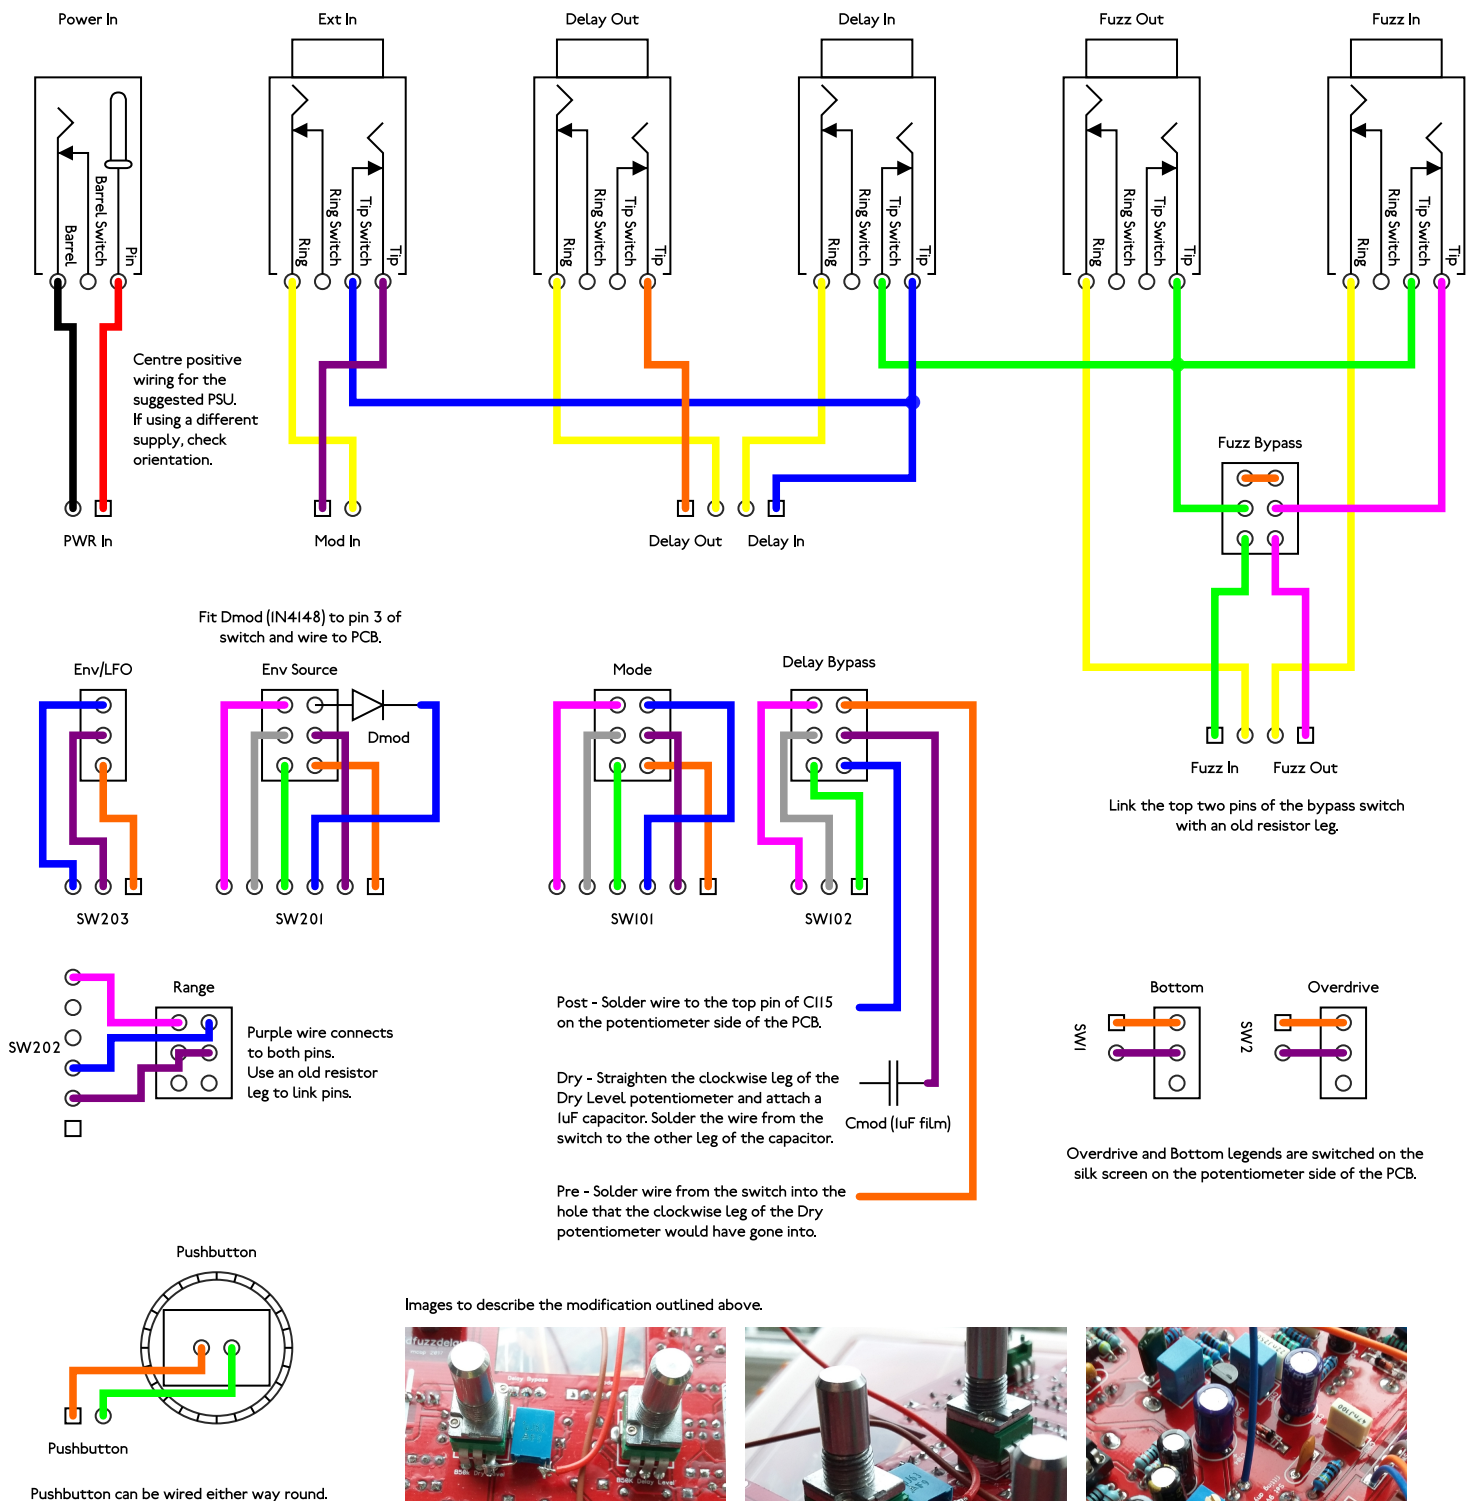 Power In
Ext In
Delay Out
Delay In
Fuzz Out
Fuzz In
Barrel
Barrel Switch
Pin
Ring
Ring Switch
Tip Switch
Tip
Ring
Ring Switch
Tip Switch
Tip
Ring
Ring Switch
Tip Switch
Tip
Ring
Ring Switch
Tip Switch
Tip
Ring
Ring Switch
Tip Switch
Tip
Centre positive
wiring for the
suggested PSU.
If using a different
supply, check
orientation.
Fuzz Bypass
PWR In
Mod In
Delay Out
Delay In
Fit Dmod (1N4148) to pin 3 of
switch and wire to PCB.
Env/LFO
Env Source
Mode
Delay Bypass
Dmod
Fuzz In
Fuzz Out
Link the top two pins of the bypass switch
with an old resistor leg.
SW203
SW201
SW101
SW102
SW202
Range
Purple wire connects
to both pins.
Use an old resistor
leg to link pins.
Post - Solder wire to the top pin of C115
on the potentiometer side of the PCB.
Dry - Straighten the clockwise leg of the
Dry Level potentiometer and attach a
1uF capacitor. Solder the wire from the
switch to the other leg of the capacitor.
Cmod (1uF film)
Pre - Solder wire from the switch into the
hole that the clockwise leg of the Dry
potentiometer would have gone into.
Bottom
Overdrive
SW1
SW2
Overdrive and Bottom legends are switched on the
silk screen on the potentiometer side of the PCB.
Pushbutton
Pushbutton
Pushbutton can be wired either way round.
Images to describe the modification outlined above.
fuzzdela
Delay Bypass
B50K Dry Level
B50K Delay Level
47nJ100